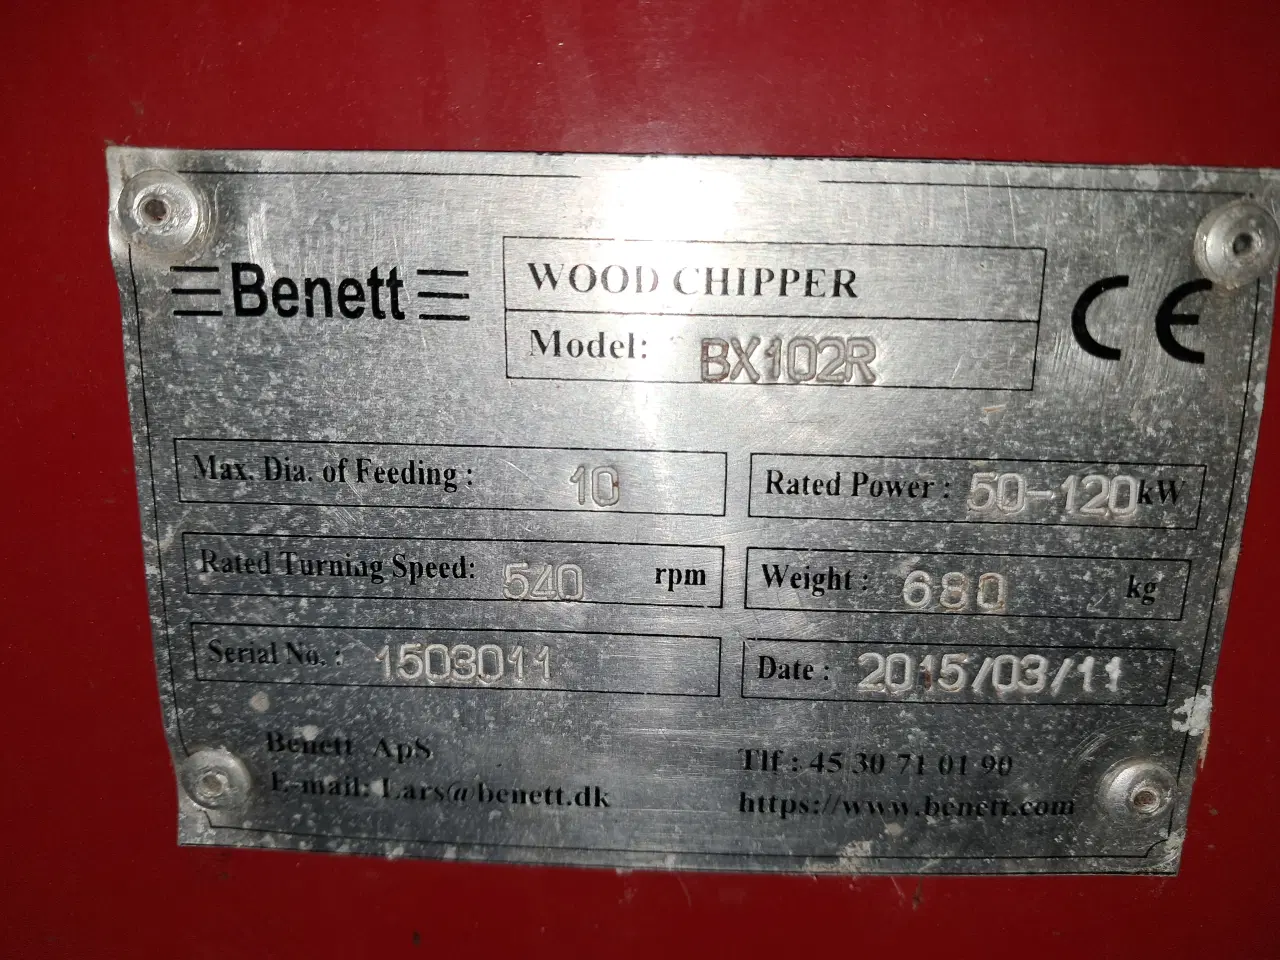 Benett
WOOD CHIPPER
Model: BX102R
CE
Max. Dia. of Feeding : 10
Rated Power : 50-120kW
Rated Turning Speed: 540 rpm
Weight : 680 kg
Serial No. : 1503011
Date : 2015/03/11
Benett ApS
Tlf : 45 30 71 01 90
E-mail: Lars@benett.dk
https://www.benett.com